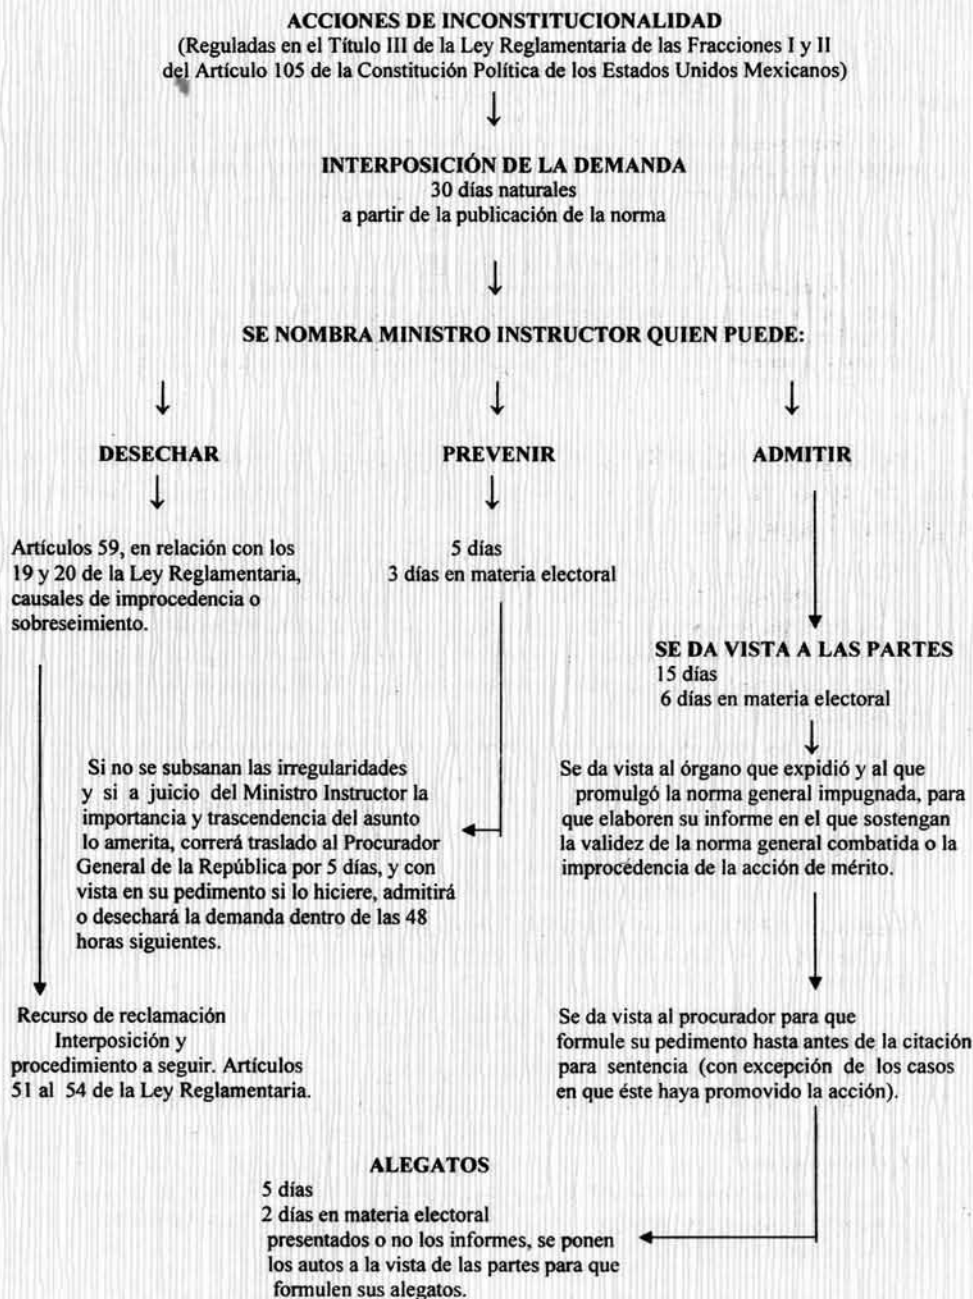 ACCIONES DE INCONSTITUCIONALIDAD
(Reguladas en el Título III de la Ley Reglamentaria de las Fracciones I y II
del Artículo 105 de la Constitución Política de los Estados Unidos Mexicanos)
INTERPOSICIÓN DE LA DEMANDA
30 días naturales
a partir de la publicación de la norma
SE NOMBRA MINISTRO INSTRUCTOR QUIEN PUEDE:
DESECHAR
Artículos 59, en relación con los
19 y 20 de la Ley Reglamentaria,
causales de improcedencia o
sobreseimiento.
Recurso de reclamación
Interposición y
procedimiento a seguir. Artículos
51 al 54 de la Ley Reglamentaria.
PREVENIR
5 días
3 días en materia electoral
Si no se subsanan las irregularidades
y si a juicio del Ministro Instructor la
importancia y trascendencia del asunto
lo amerita, correrá traslado al Procurador
General de la República por 5 días, y con
vista en su pedimento si lo hiciere, admitirá
o desechará la demanda dentro de las 48
horas siguientes.
ADMITIR
SE DA VISTA A LAS PARTES
15 días
6 días en materia electoral
Se da vista al órgano que expidió y al que
promulgó la norma general impugnada, para
que elaboren su informe en el que sostengan
la validez de la norma general combatida o la
improcedencia de la acción de mérito.
Se da vista al procurador para que
formule su pedimento hasta antes de la citación
para sentencia (con excepción de los casos
en que éste haya promovido la acción).
ALEGATOS
5 días
2 días en materia electoral
presentados o no los informes, se ponen
los autos a la vista de las partes para que
formulen sus alegatos.